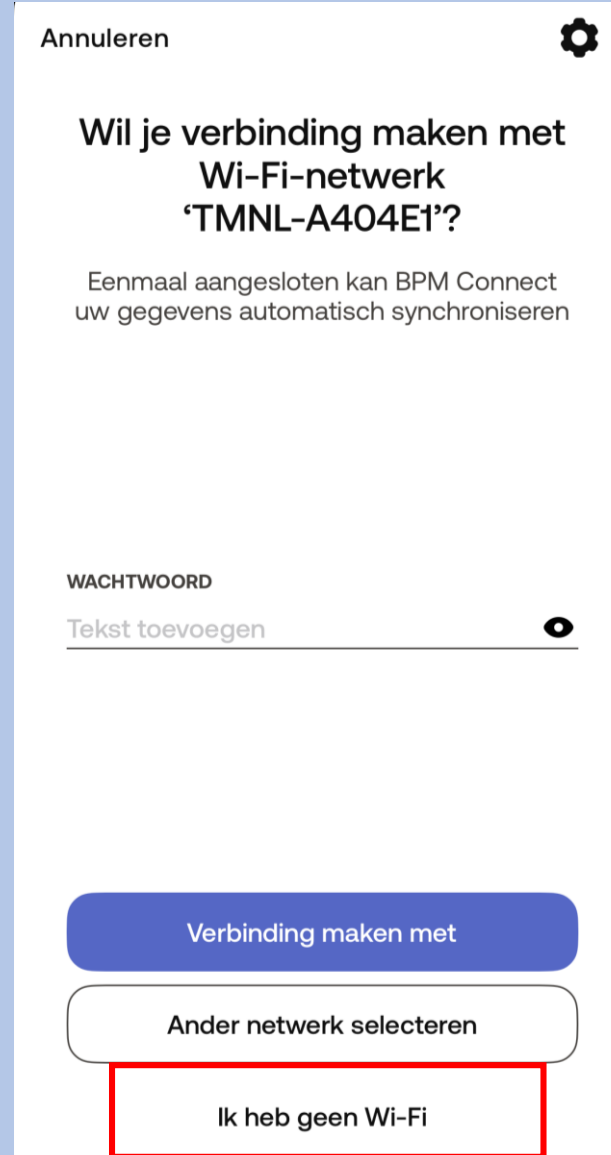 Annuleren
Wil je verbinding maken met
Wi-Fi-netwerk
‘TMNL-A404E1’?
Eenmaal aangesloten kan BPM Connect
uw gegevens automatisch synchroniseren
WACHTWOORD
Tekst toevoegen
Verbinding maken met
Ander netwerk selecteren
Ik heb geen Wi-Fi